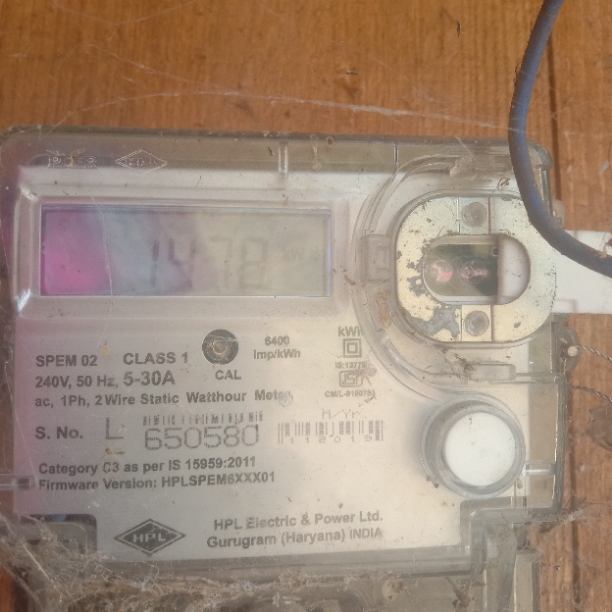 HPL
1478
SPEM 02 CLASS 1
6400
imp/kWh
kWh
CAL
240V, 50 Hz, 5-30A
ac, 1Ph, 2 Wire Static Watthour Meter
S. No. L 650580
M/Yr.
Category C3 as per IS 15959:2011
Firmware Version: HPLSPEM6XXX01
HPL
HPL Electric & Power Ltd.
Gurugram (Haryana) INDIA